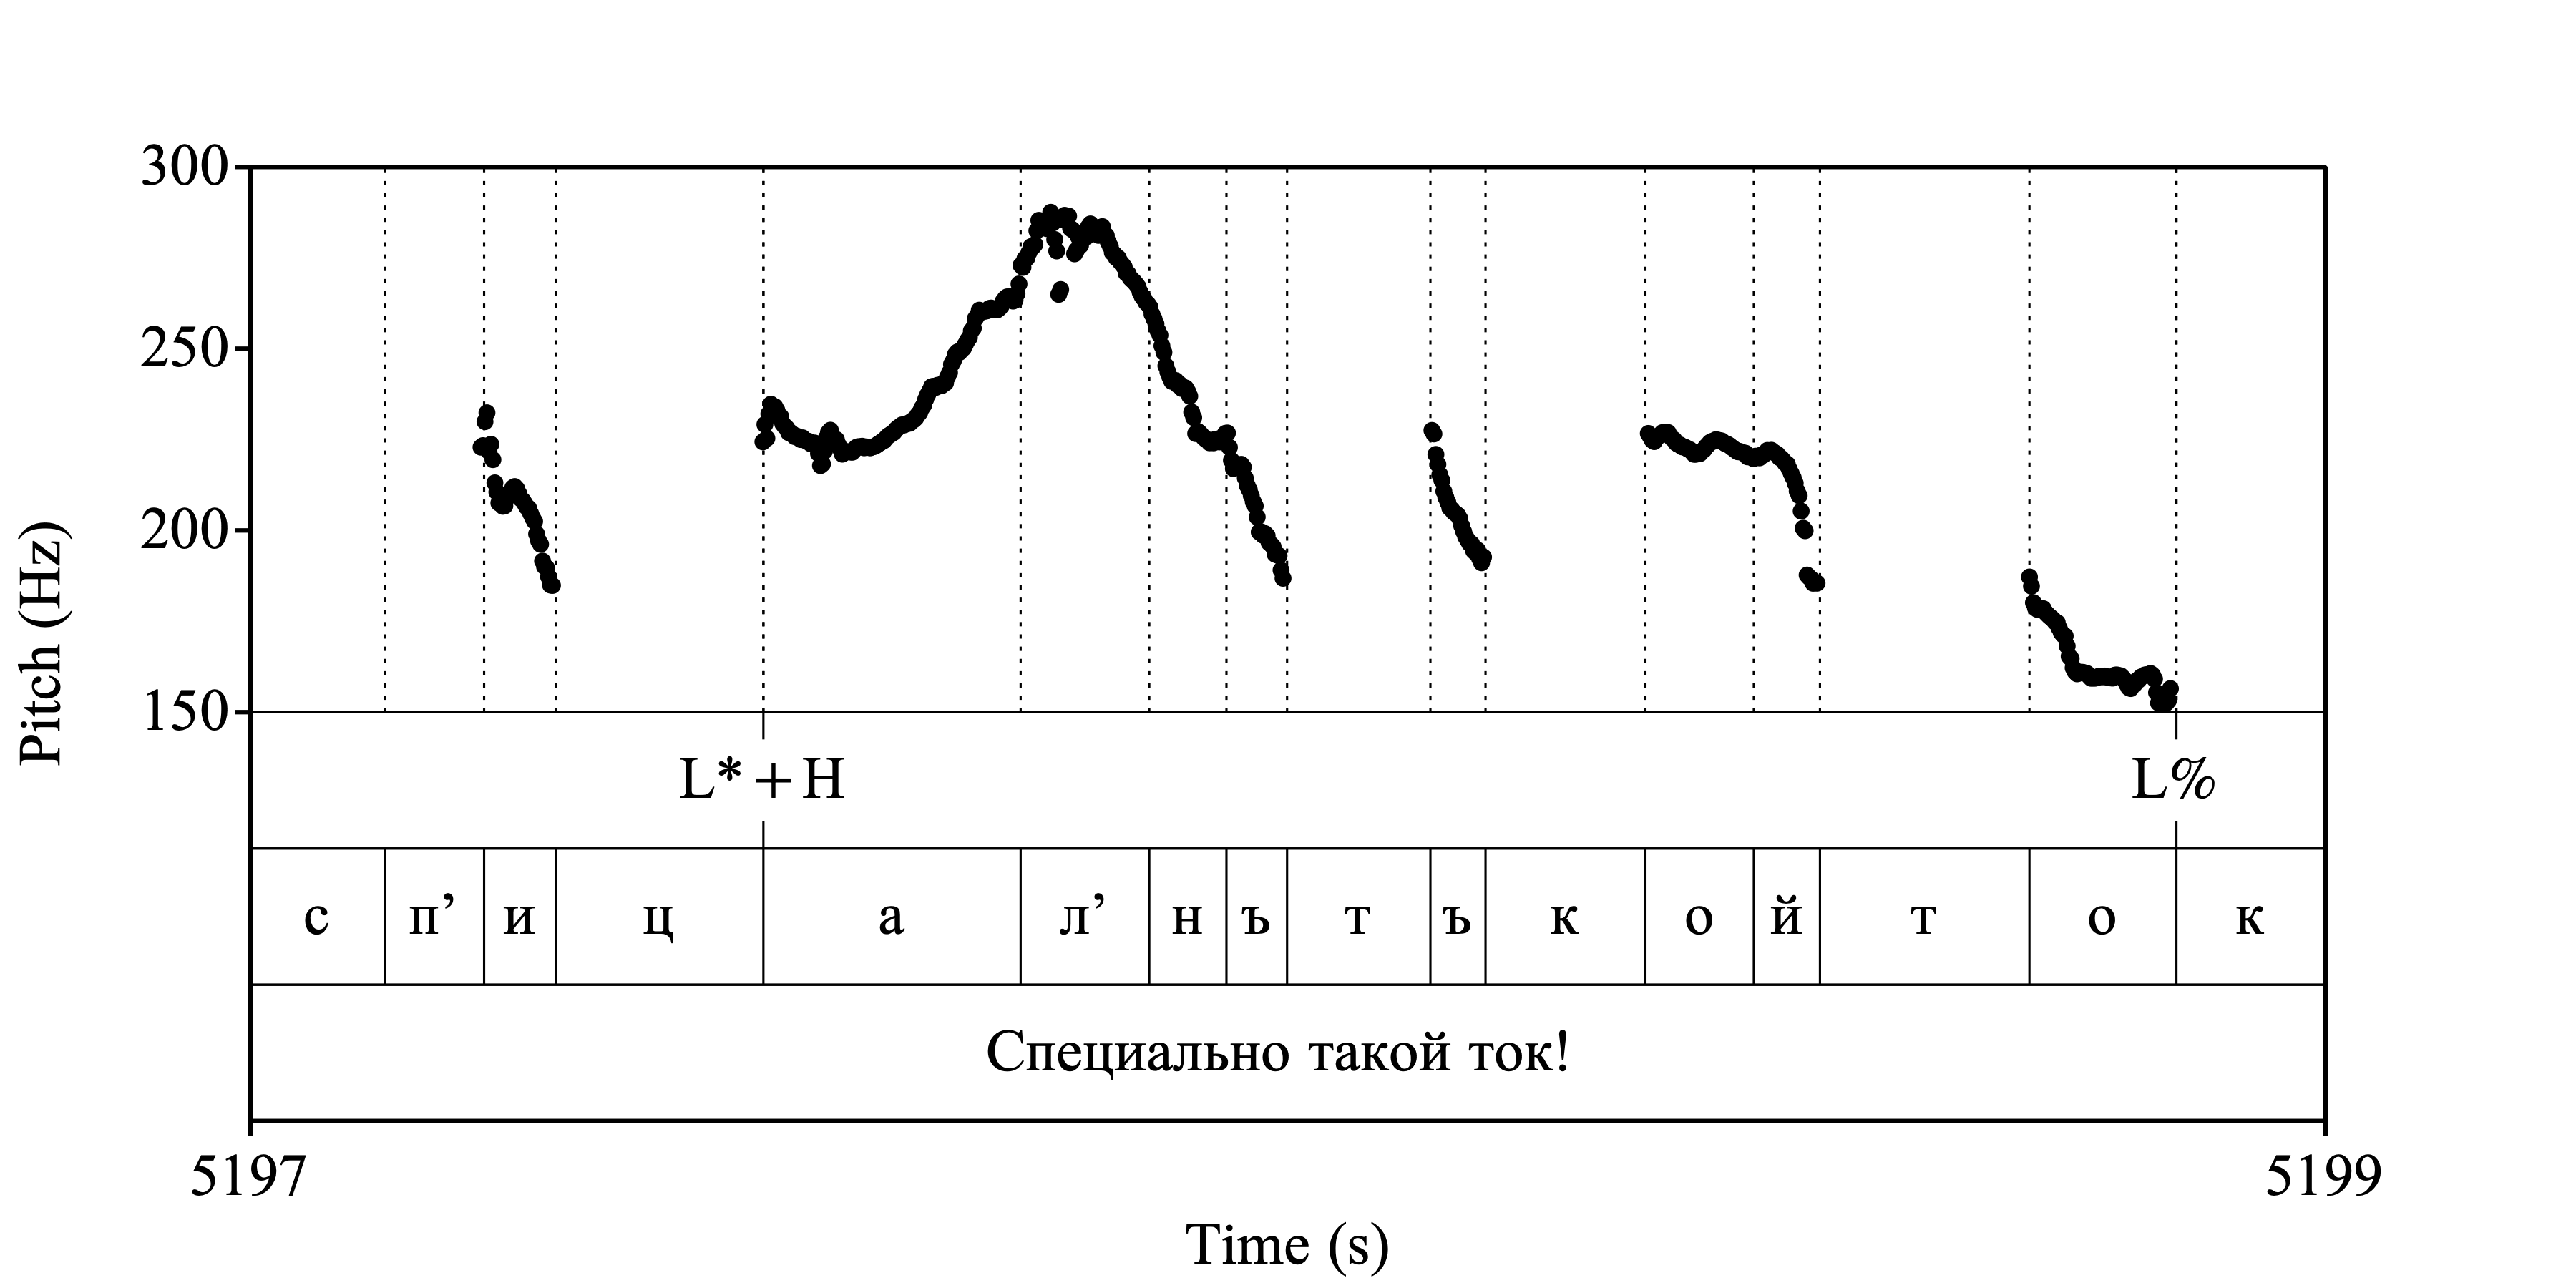 300
250
200
150
Pitch (Hz)
L* + H L%
с п’ и ц а л’ н ъ т ъ к о й т о к
Специально такой ток!
5197 5199
Time (s)